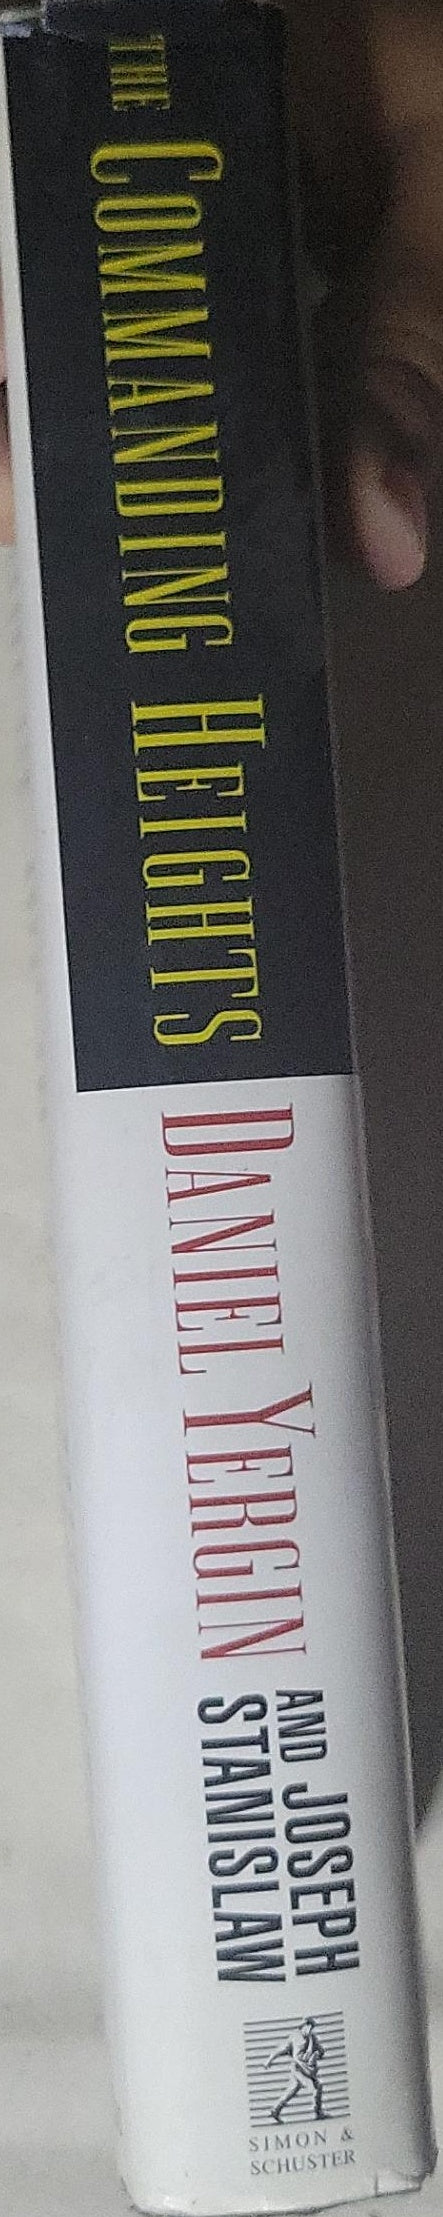 THE COMMANDING HEIGHTS
DANIEL YERGIN
AND JOSEPH
STANISLAW
SIMON &
SCHUSTER